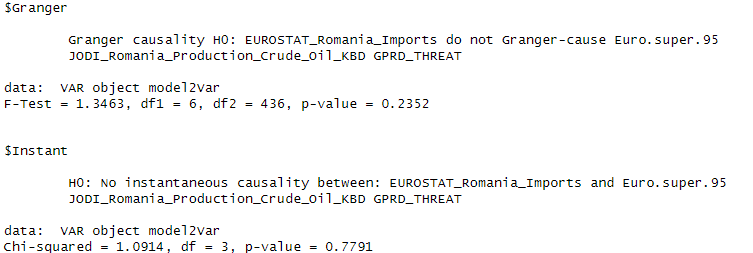 $Granger
Granger causality H0: EUROSTAT_Romania_Imports do not Granger-cause Euro.super.95
JODI_Romania_Production_Crude_Oil_KBD GPRD_THREAT
data: VAR object model2Var
F-Test = 1.3463, df1 = 6, df2 = 436, p-value = 0.2352
$Instant
H0: No instantaneous causality between: EUROSTAT_Romania_Imports and Euro.super.95
JODI_Romania_Production_Crude_Oil_KBD GPRD_THREAT
data: VAR object model2Var
Chi-squared = 1.0914, df = 3, p-value = 0.7791